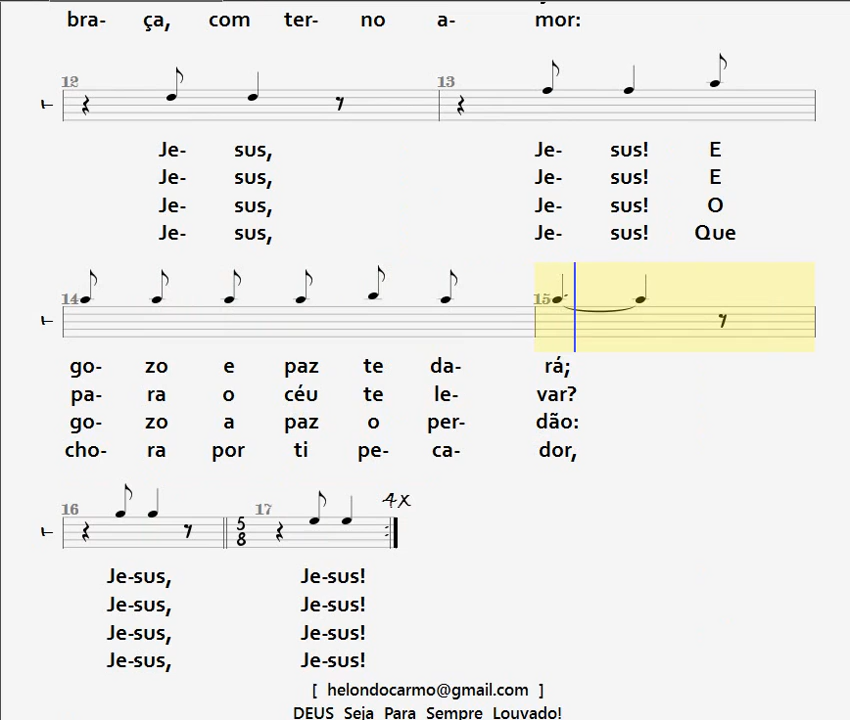 bra- ça, com ter- no a- mor:
12 13
Je- sus, Je- sus! E
Je- sus, Je- sus! E
Je- sus, Je- sus! O
Je- sus, Je- sus! Que
14 15
go- zo e paz te da- rá;
pa- ra o céu te le- var?
go- zo a paz o per- dão:
cho- ra por ti pe- ca- dor,
16 17 4x
5
8
Je-sus, Je-sus!
Je-sus, Je-sus!
Je-sus, Je-sus!
Je-sus, Je-sus!
[ helondocarmo@gmail.com ]
DEUS Seja Para Sempre Louvado!